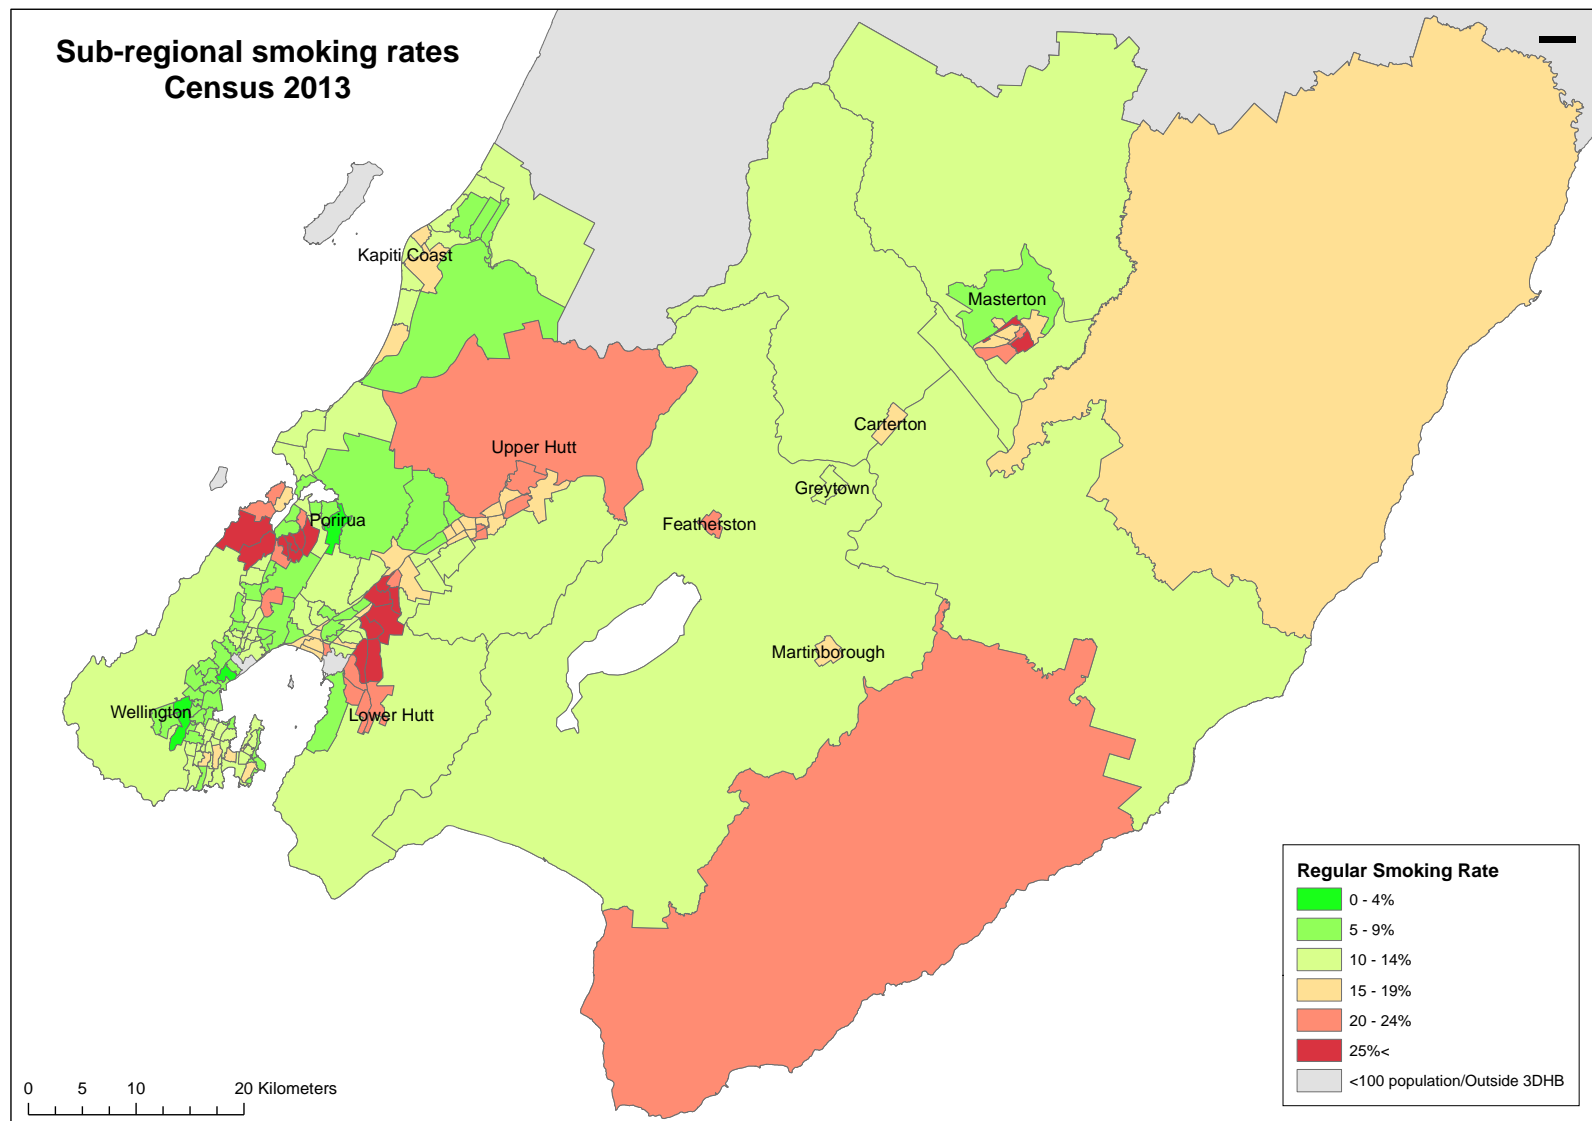 Sub-regional smoking rates
Census 2013
Kapiti Coast
Masterton
Carterton
Upper Hutt
Greytown
Porirua
Featherston
Martinborough
Wellington
Lower Hutt
Regular Smoking Rate
0 - 4%
5 - 9%
10 - 14%
15 - 19%
20 - 24%
25%<
<100 population/Outside 3DHB
0 5 10 20 Kilometers